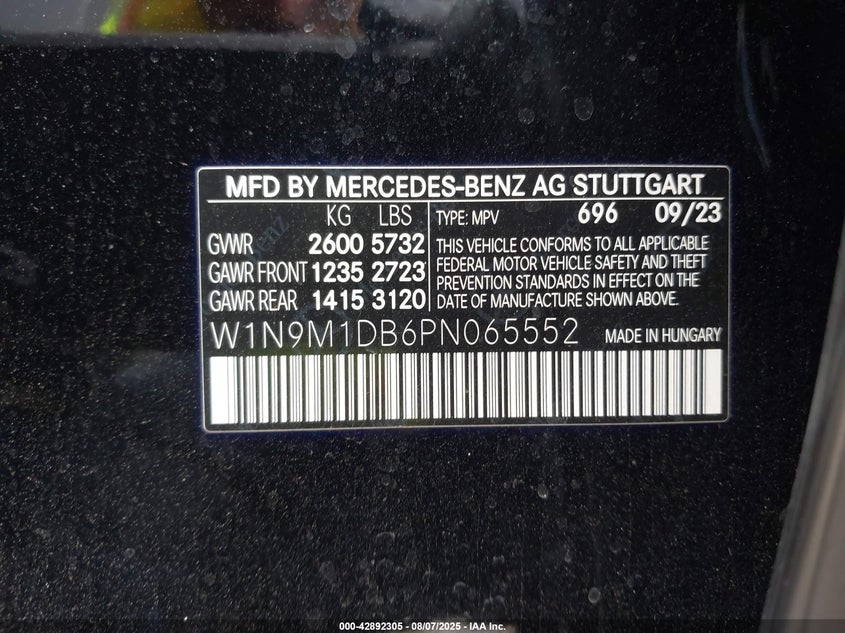 MFD BY MERCEDES-BENZ AG STUTTGART
KG LBS
GWWR 2600 5732
GAWR FRONT 1235 2723
GAWR REAR 1415 3120
TYPE: MPV 696 09/23
THIS VEHICLE CONFORMS TO ALL APPLICABLE
FEDERAL MOTOR VEHICLE SAFETY AND THEFT
PREVENTION STANDARDS IN EFFECT ON THE
DATE OF MANUFACTURE SHOWN ABOVE.
W1N9M1DB6PN065552 MADE IN HUNGARY
000-42892305 - 08/07/2025 - IAA Inc.